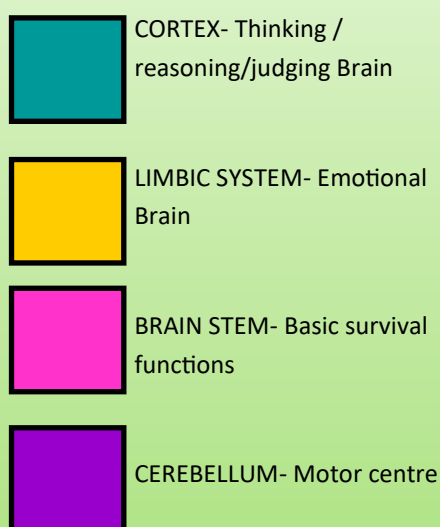 CORTEX- Thinking /
reasoning/judging Brain
LIMBIC SYSTEM- Emotional
Brain
BRAIN STEM- Basic survival
functions
CEREBELLUM- Motor centre